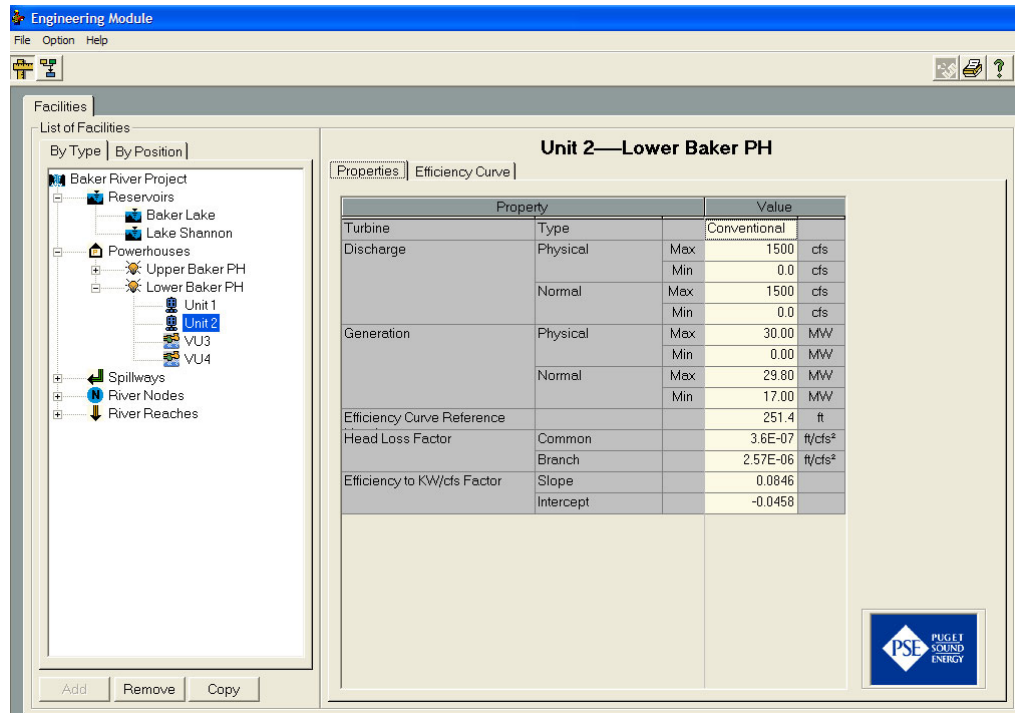 Engineering Module
File Option Help
Facilities
List of Facilities
By Type By Position
Baker River Project
Reservoirs
Baker Lake
Lake Shannon
Powerhouses
Upper Baker PH
Lower Baker PH
Unit 1
Unit 2
VU3
VU4
Spillways
N River Nodes
River Reaches
Add Remove Copy
Unit 2-—Lower Baker PH
Properties Efficiency Curve
Property Value
Turbine Type Conventional
Discharge Physical Max 1500 cfs
Min 0.0 cfs
Normal Max 1500 cfs
Min 0.0 cfs
Generation Physical Max 30.00 MW
Min 0.00 MW
Normal Max 29.80 MW
Min 17.00 MW
Efficiency Curve Reference 251.4 ft
Head Loss Factor Common 3.6E-07 ft/cfs²
Branch 2.57E-06 ft/cfs²
Efficiency to KW/cfs Factor Slope 0.0846
Intercept -0.0458
PSE PUGET
SOUND
ENERGY